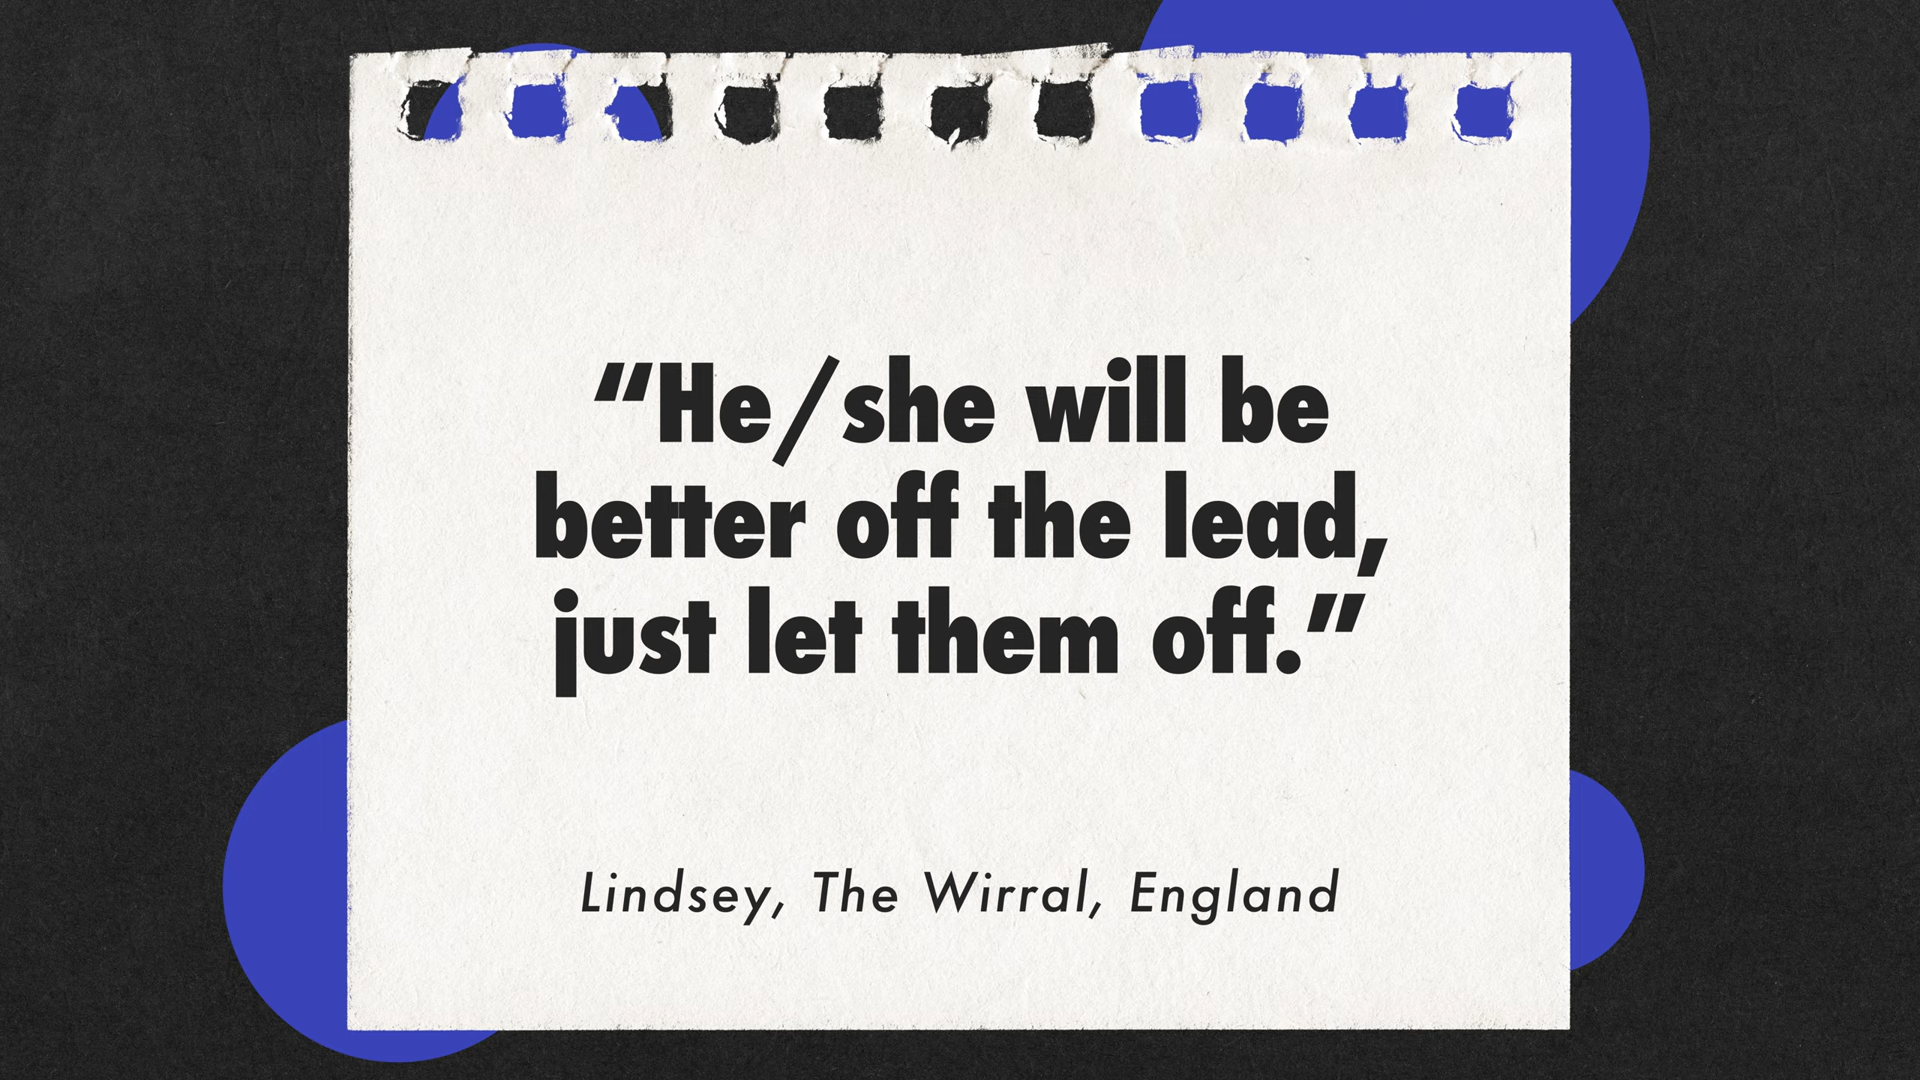 “He/she will be
better off the lead,
just let them off.”
Lindsey, The Wirral, England